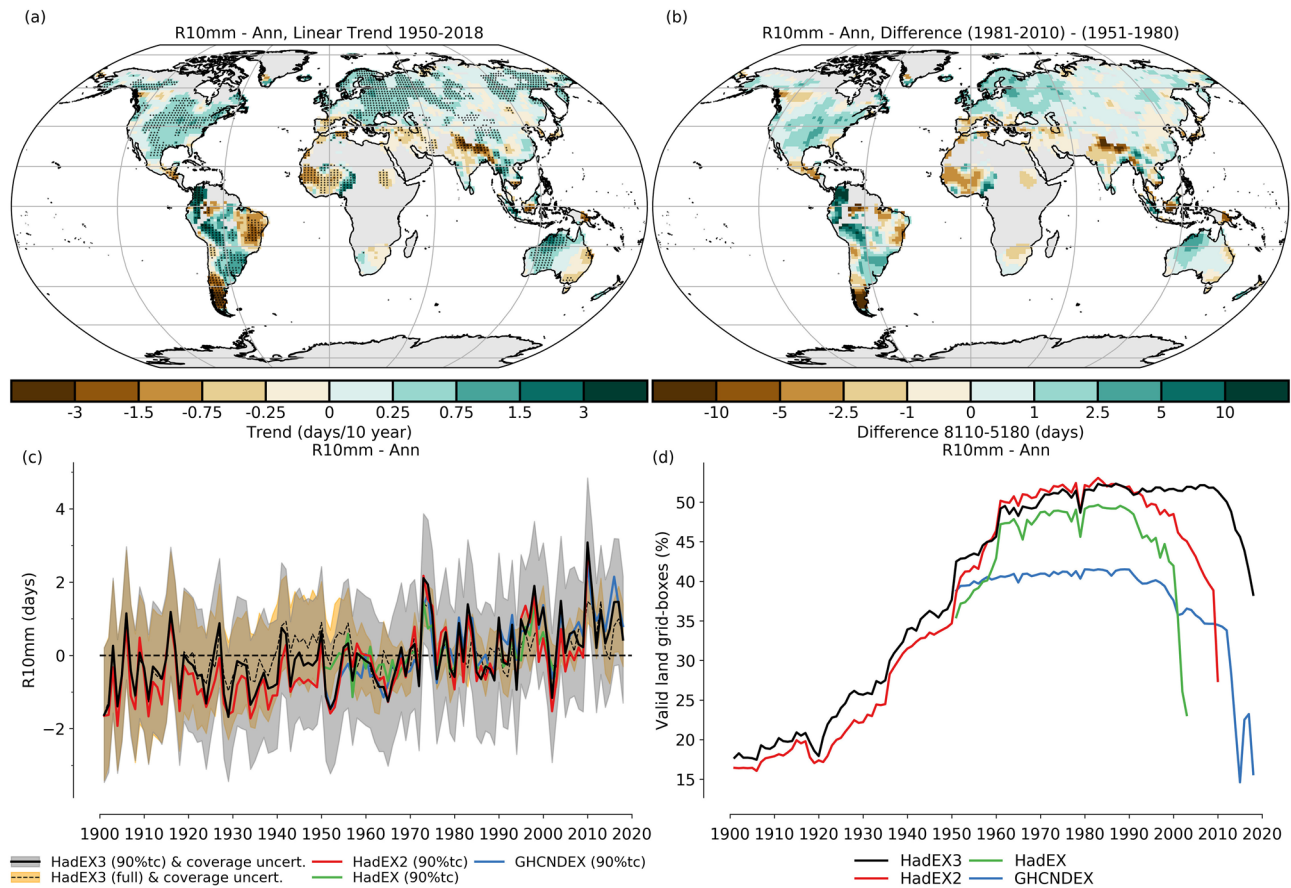 (a)
R10mm - Ann, Linear Trend 1950-2018
-3 -1.5 -0.75 -0.25 0 0.25 0.75 1.5 3
Trend (days/10 year)
(b)
R10mm - Ann, Difference (1981-2010) - (1951-1980)
-10 -5 -2.5 -1 0 1 2.5 5 10
Difference 8110-5180 (days)
(c)
R10mm - Ann
R10mm (days)
4
2
0
−2
1900 1910 1920 1930 1940 1950 1960 1970 1980 1990 2000 2010 2020
HadEX3 (90%tc) & coverage uncert.
HadEX3 (full) & coverage uncert.
HadEX2 (90%tc)
HadEX (90%tc)
GHCNDEX (90%tc)
(d)
R10mm - Ann
Valid land grid-boxes (%)
50
45
40
35
30
25
20
15
1900 1910 1920 1930 1940 1950 1960 1970 1980 1990 2000 2010 2020
HadEX3
HadEX2
HadEX
GHCNDEX